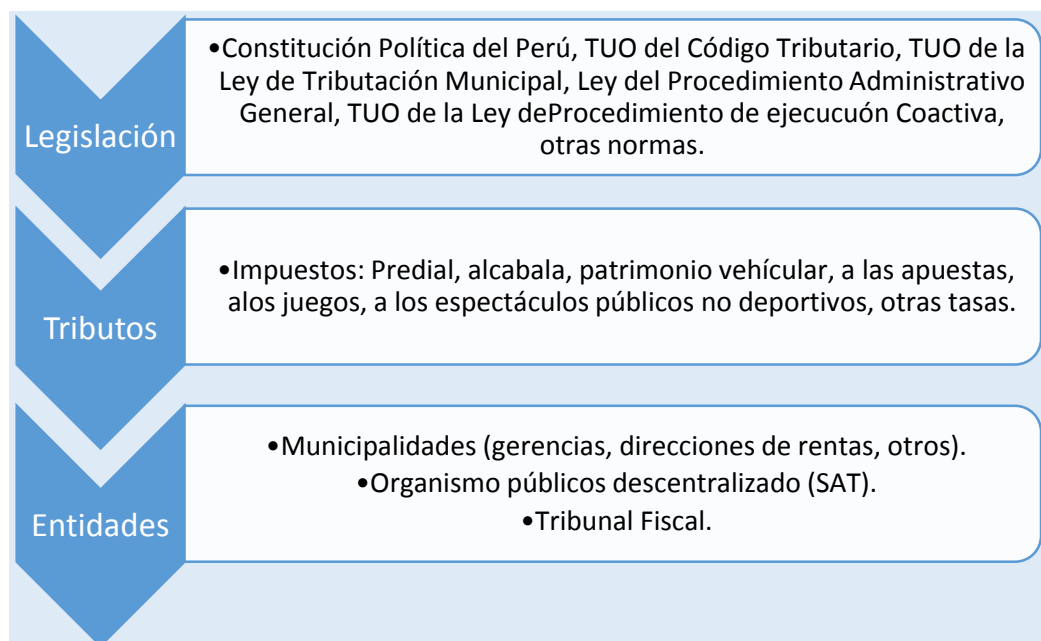 Legislación
•Constitución Política del Perú, TUO del Código Tributario, TUO de la
Ley de Tributación Municipal, Ley del Procedimiento Administrativo
General, TUO de la Ley deProcedimiento de ejecucuón Coactiva,
otras normas.
Tributos
•Impuestos: Predial, alcabala, patrimonio vehícular, a las apuestas,
alos juegos, a los espectáculos públicos no deportivos, otras tasas.
Entidades
•Municipalidades (gerencias, direcciones de rentas, otros).
•Organismo públicos descentralizado (SAT).
•Tribunal Fiscal.